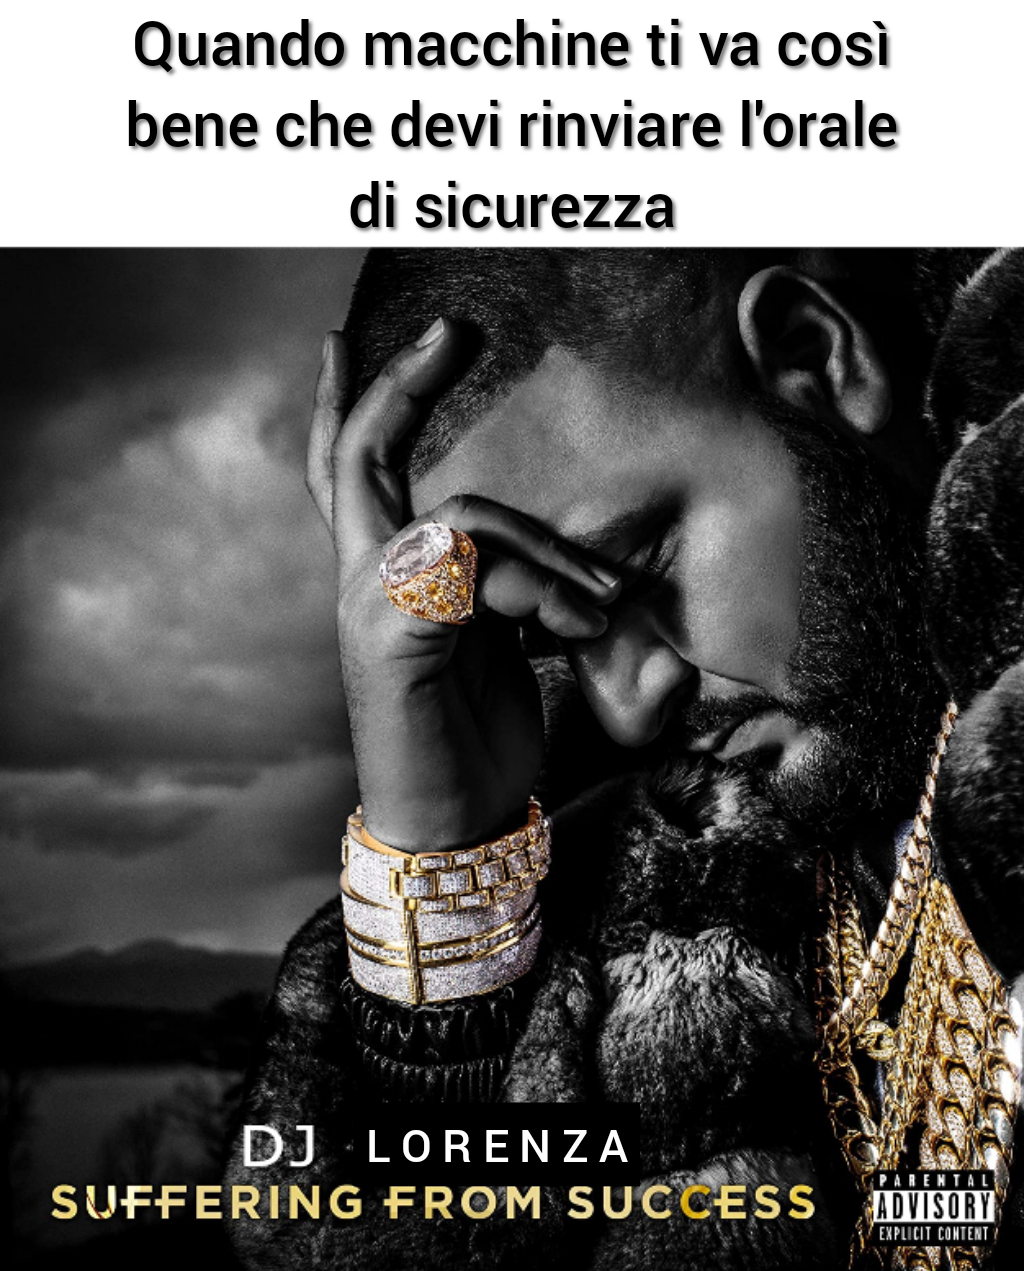 Quando macchine ti va così
bene che devi rinviare l'orale
di sicurezza
DJ LORENZA
SUFFERING FROM SUCCESS
PARENTAL
ADVISORY
EXPLICIT CONTENT